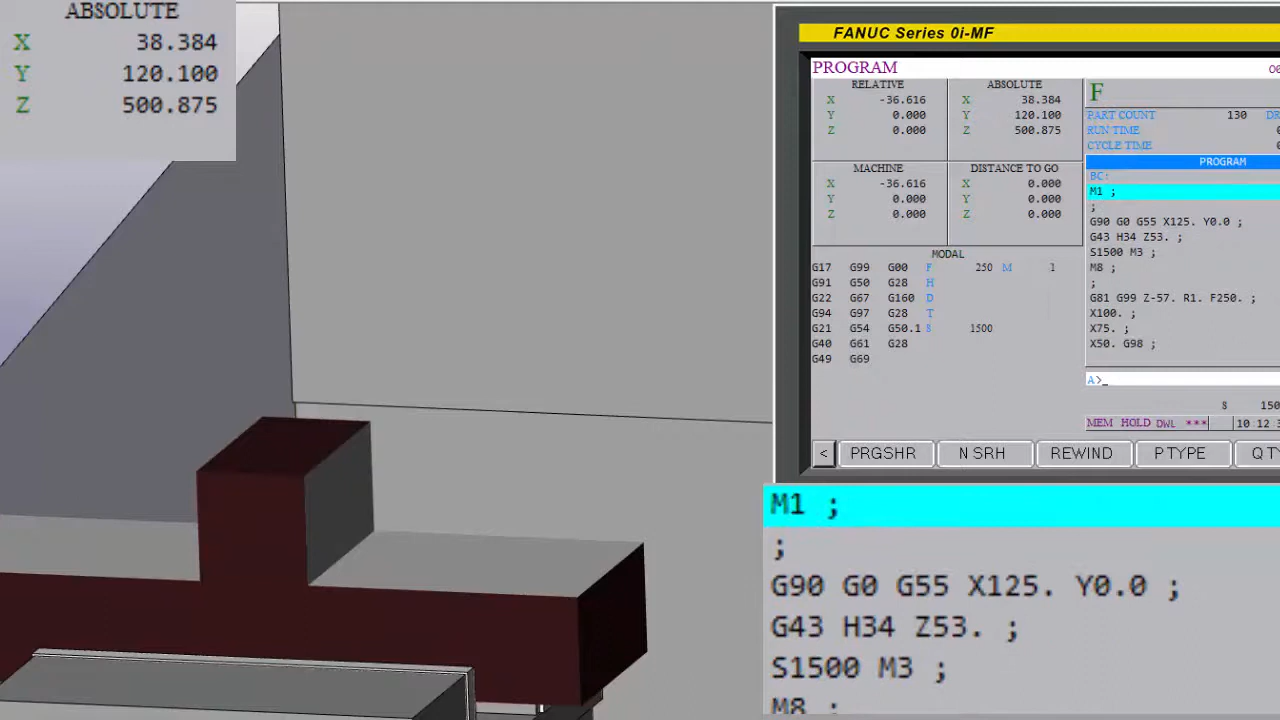 ABSOLUTE
X 38.384
Y 120.100
Z 500.875
FANUC Series 0i-MF
PROGRAM
RELATIVE
X -36.616
Y 0.000
Z 0.000
ABSOLUTE
X 38.384
Y 120.100
Z 500.875
MACHINE
X -36.616
Y 0.000
Z 0.000
DISTANCE TO GO
X 0.000
Y 0.000
Z 0.000
MODAL
G17 G99 G00 F 250 M 1
G91 G50 G28 H
G22 G67 G160 D
G94 G97 G28 T
G21 G54 G50.1 S 1500
G40 G61 G28
G49 G69
F
PART COUNT 130
RUN TIME
CYCLE TIME
PROGRAM
BC:
M1 ;
;
G90 G0 G55 X125. Y0.0 ;
G43 H34 Z53. ;
S1500 M3 ;
M8 ;
;
G81 G99 Z-57. R1. F250. ;
X100. ;
X75. ;
X50. G98 ;
A>_
S 150
MEM HOLD DWL *** 10 12
< PRGSHR N SRH REWIND P TYPE Q TY
M1 ;
;
G90 G0 G55 X125. Y0.0 ;
G43 H34 Z53. ;
S1500 M3 ;
M8 ;